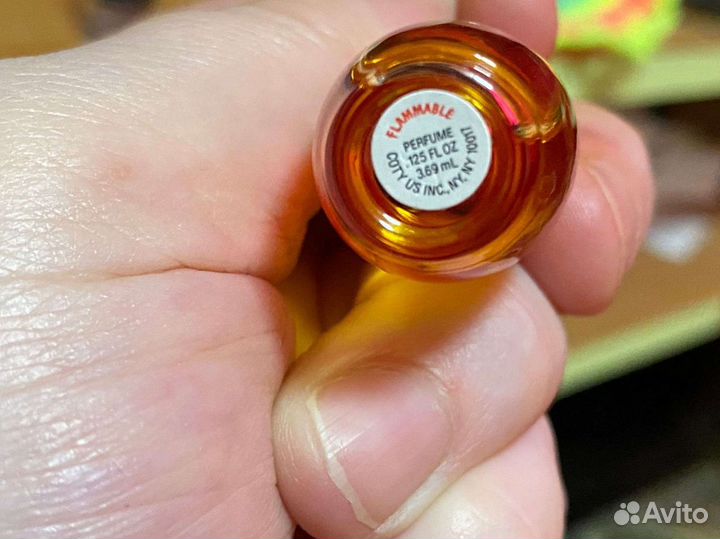 FLAMMABLE
PERFUME
.125 FL OZ
3.69 mL
COTY US INC., NY, NY 10017
Avito